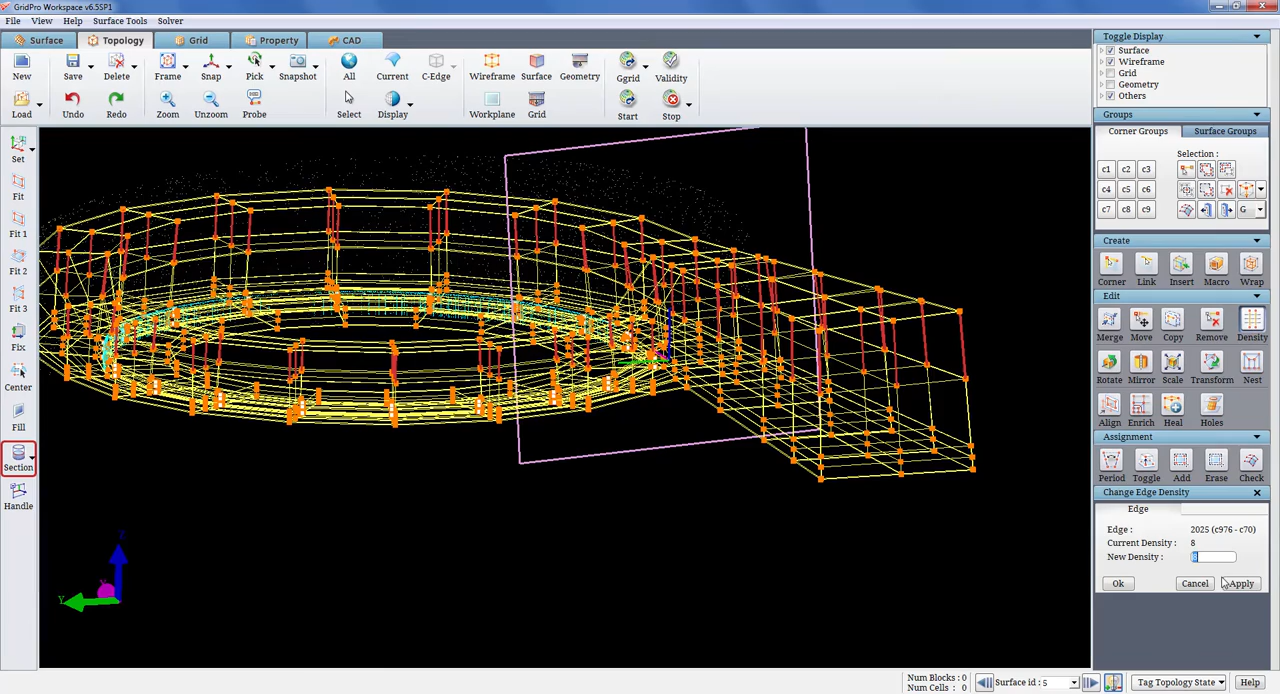 GridPro Workspace v6.5SP1
File View Help Surface Tools Solver
Surface Topology Grid Property CAD
New Save Delete Frame Snap Pick Snapshot All Current C-Edge Wireframe Surface Geometry Ggrid Validity
Load Undo Redo Zoom Unzoom Probe Select Display Workplane Grid Start Stop
Set
Fit
Fit 1
Fit 2
Fit 3
Fix
Center
Fill
Section
Handle
Z
X
Y
Toggle Display
Surface
Wireframe
Grid
Geometry
Others
Groups
Corner Groups Surface Groups
Selection :
c1 c2 c3
c4 c5 c6
c7 c8 c9 G
Create
Corner Link Insert Macro Wrap
Edit
Merge Move Copy Remove Density
Rotate Mirror Scale Transform Nest
Align Enrich Heal Holes
Assignment
Period Toggle Add Erase Check
Change Edge Density
Edge
Edge : 2025 (c976 - c70)
Current Density : 8
New Density : 8
Ok Cancel Apply
Num Blocks : 0
Num Cells : 0
Surface id : 5
Tag Topology State
Help